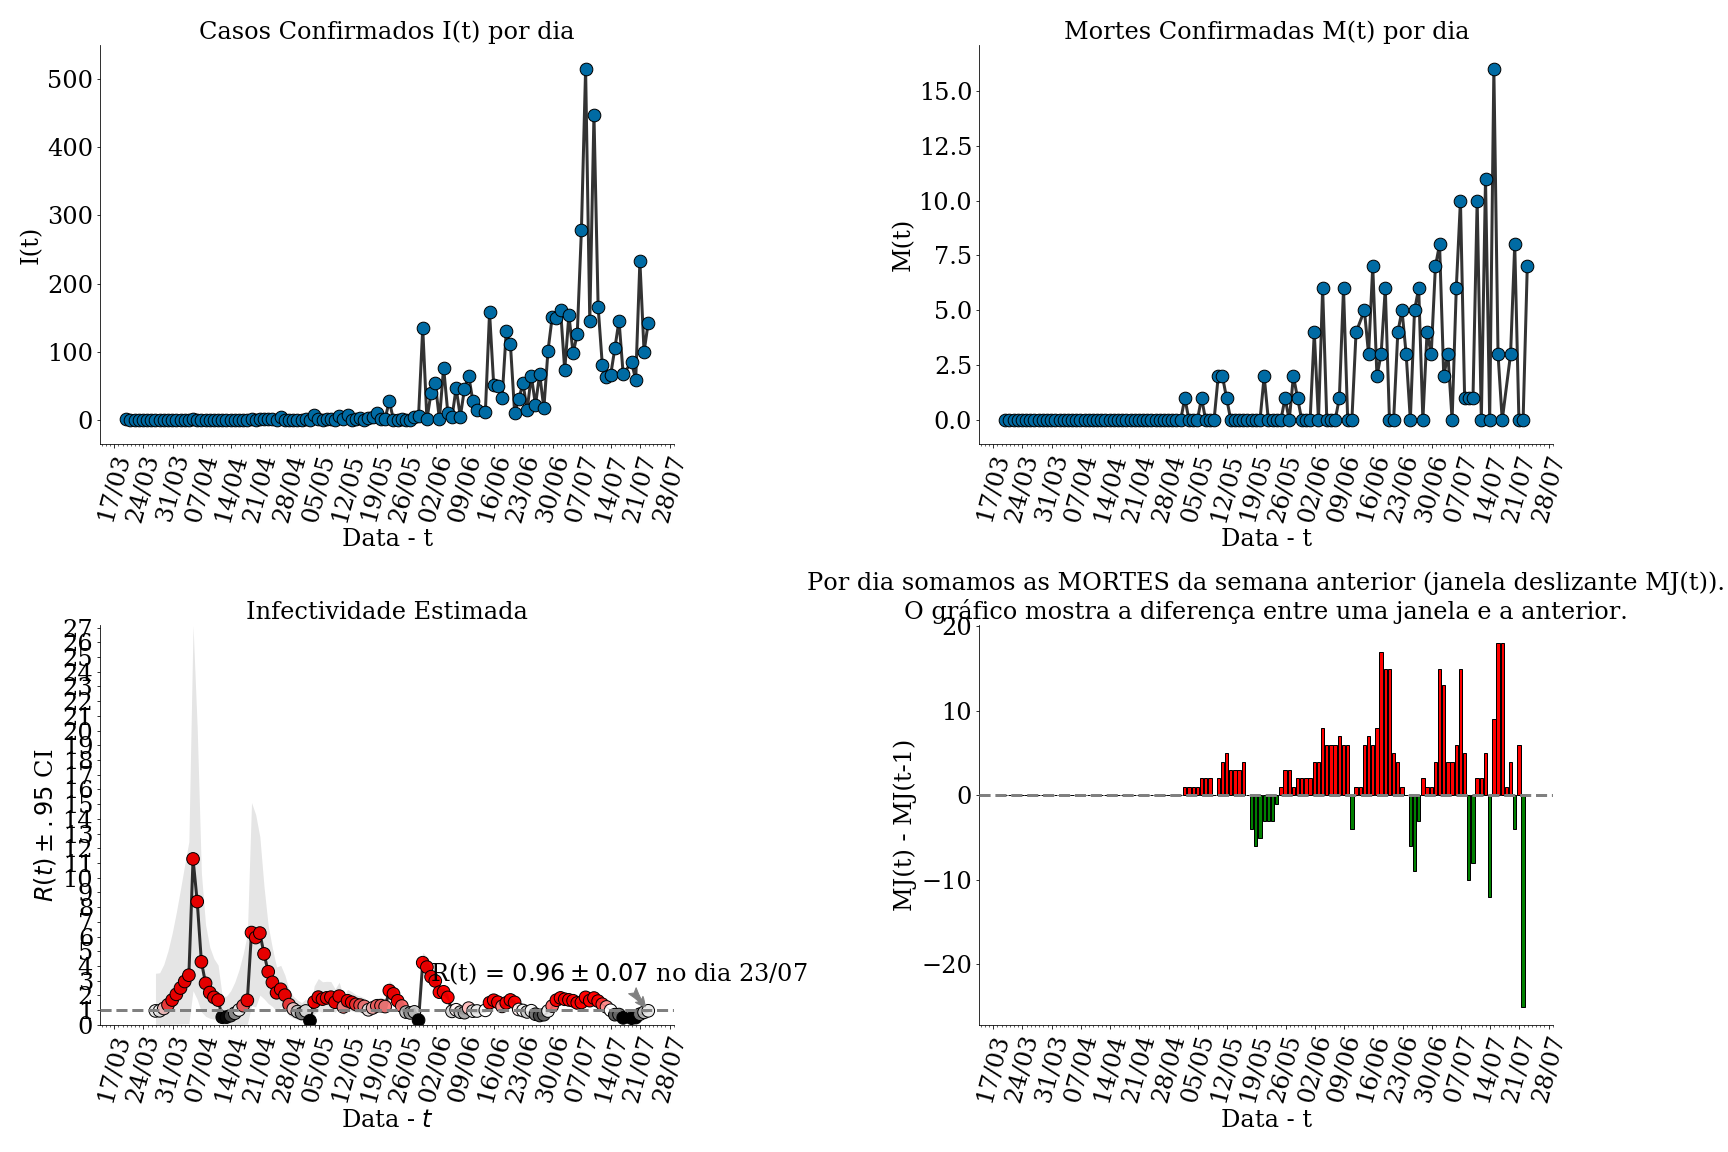 Casos Confirmados I(t) por dia
500
400
300
200
100
0
I(t)
17/03 24/03 31/03 07/04 14/04 21/04 28/04 05/05 12/05 19/05 26/05 02/06 09/06 16/06 23/06 30/06 07/07 14/07 21/07 28/07
Data - t
Mortes Confirmadas M(t) por dia
15.0
12.5
10.0
7.5
5.0
2.5
0.0
M(t)
17/03 24/03 31/03 07/04 14/04 21/04 28/04 05/05 12/05 19/05 26/05 02/06 09/06 16/06 23/06 30/06 07/07 14/07 21/07 28/07
Data - t
Infectividade Estimada
27
26
25
24
23
22
21
20
19
18
17
16
15
14
13
12
11
10
9
8
7
6
5
4
3
2
1
0
R(t) ± .95 CI
R(t) = 0.96 ± 0.07 no dia 23/07
17/03 24/03 31/03 07/04 14/04 21/04 28/04 05/05 12/05 19/05 26/05 02/06 09/06 16/06 23/06 30/06 07/07 14/07 21/07 28/07
Data - t
Por dia somamos as MORTES da semana anterior (janela deslizante MJ(t)).
O gráfico mostra a diferença entre uma janela e a anterior.
20
10
0
−10
−20
MJ(t) - MJ(t-1)
17/03 24/03 31/03 07/04 14/04 21/04 28/04 05/05 12/05 19/05 26/05 02/06 09/06 16/06 23/06 30/06 07/07 14/07 21/07 28/07
Data - t